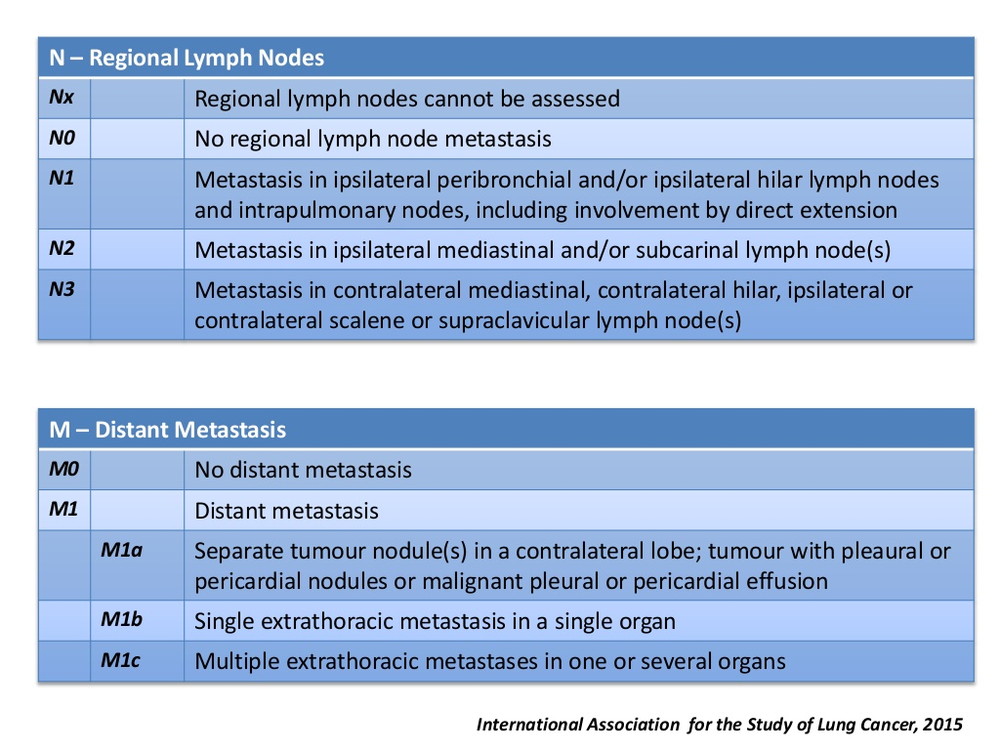 N – Regional Lymph Nodes
Nx Regional lymph nodes cannot be assessed
N0 No regional lymph node metastasis
N1 Metastasis in ipsilateral peribronchial and/or ipsilateral hilar lymph nodes
and intrapulmonary nodes, including involvement by direct extension
N2 Metastasis in ipsilateral mediastinal and/or subcarinal lymph node(s)
N3 Metastasis in contralateral mediastinal, contralateral hilar, ipsilateral or
contralateral scalene or supraclavicular lymph node(s)
M – Distant Metastasis
M0 No distant metastasis
M1 Distant metastasis
M1a Separate tumour nodule(s) in a contralateral lobe; tumour with pleaural or
pericardial nodules or malignant pleural or pericardial effusion
M1b Single extrathoracic metastasis in a single organ
M1c Multiple extrathoracic metastases in one or several organs
International Association for the Study of Lung Cancer, 2015